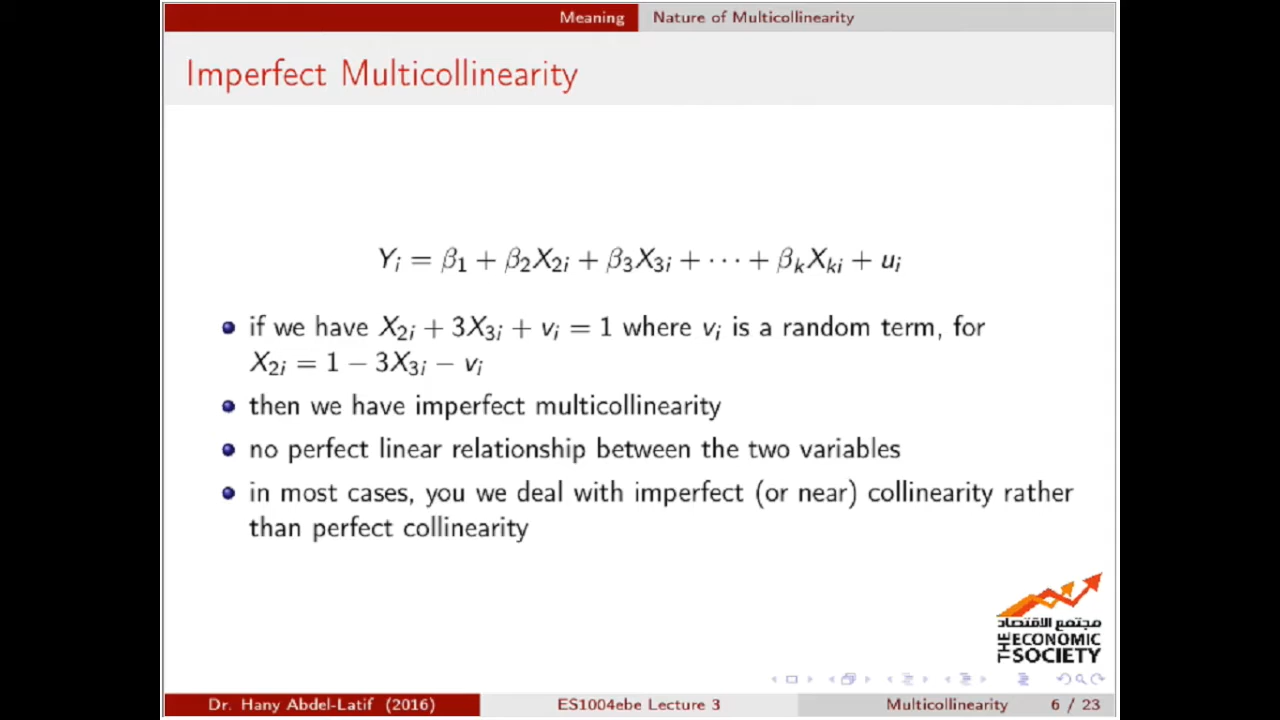 Meaning Nature of Multicollinearity
Imperfect Multicollinearity
Yᵢ = β₁ + β₂X₂ᵢ + β₃X₃ᵢ + · · · + βₖXₖᵢ + uᵢ
if we have X₂ᵢ + 3X₃ᵢ + vᵢ = 1 where vᵢ is a random term, for
X₂ᵢ = 1 − 3X₃ᵢ − vᵢ
then we have imperfect multicollinearity
no perfect linear relationship between the two variables
in most cases, you we deal with imperfect (or near) collinearity rather
than perfect collinearity
مجتمع الاقتصاد
THE ECONOMIC
SOCIETY
Dr. Hany Abdel-Latif (2016) ES1004ebe Lecture 3 Multicollinearity 6 / 23